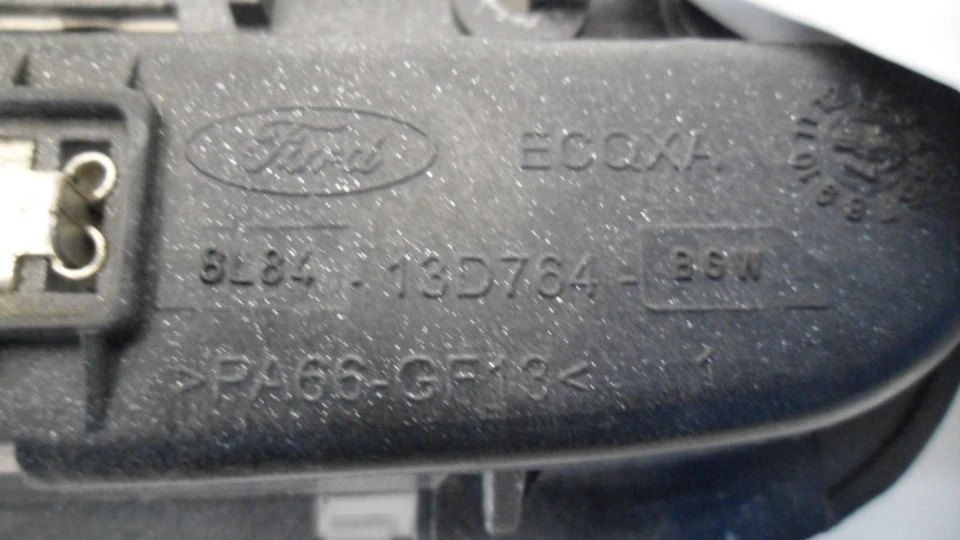 Ford ECQXA
8L84 - 13D764 - BGW
>PA66-GF13< 1